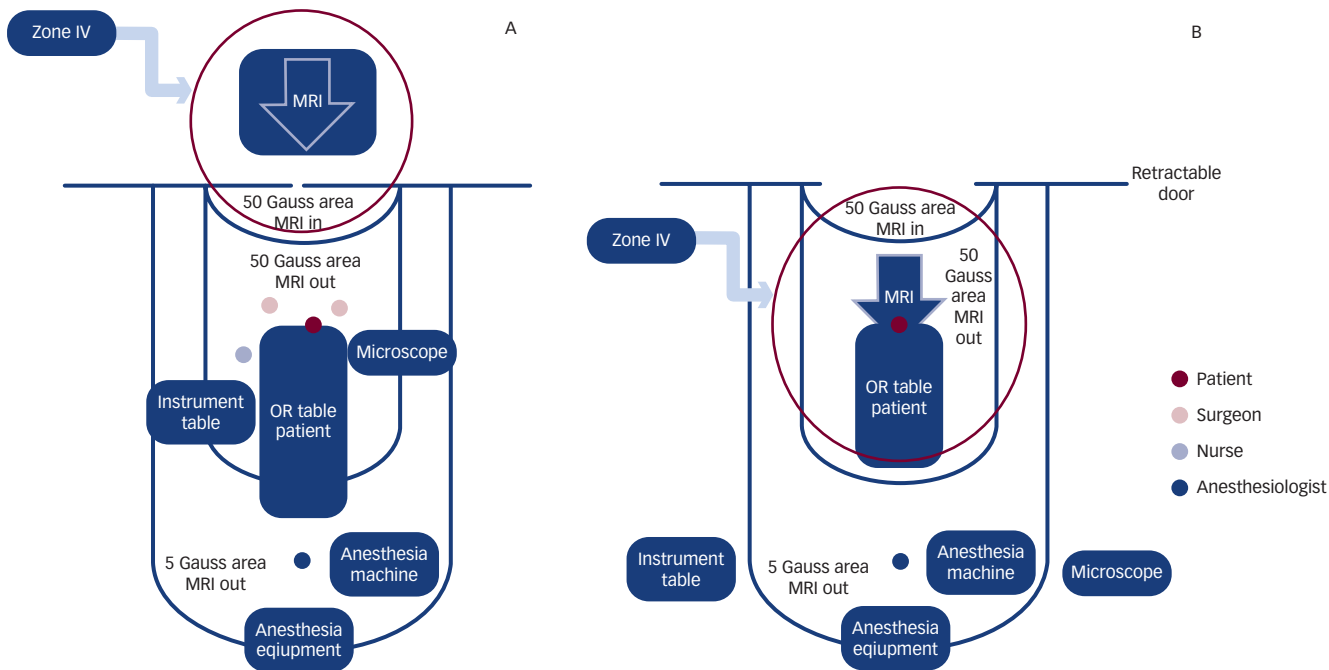 Zone IV
A
MRI
50 Gauss area
MRI in
50 Gauss area
MRI out
Microscope
Instrument
table
OR table
patient
5 Gauss area
MRI out
Anesthesia
machine
Anesthesia
eqiupment
B
Retractable
door
50 Gauss area
MRI in
Zone IV
50
Gauss
area
MRI
out
MRI
OR table
patient
Patient
Surgeon
Nurse
Anesthesiologist
Instrument
table
5 Gauss area
MRI out
Anesthesia
machine
Microscope
Anesthesia
eqiupment